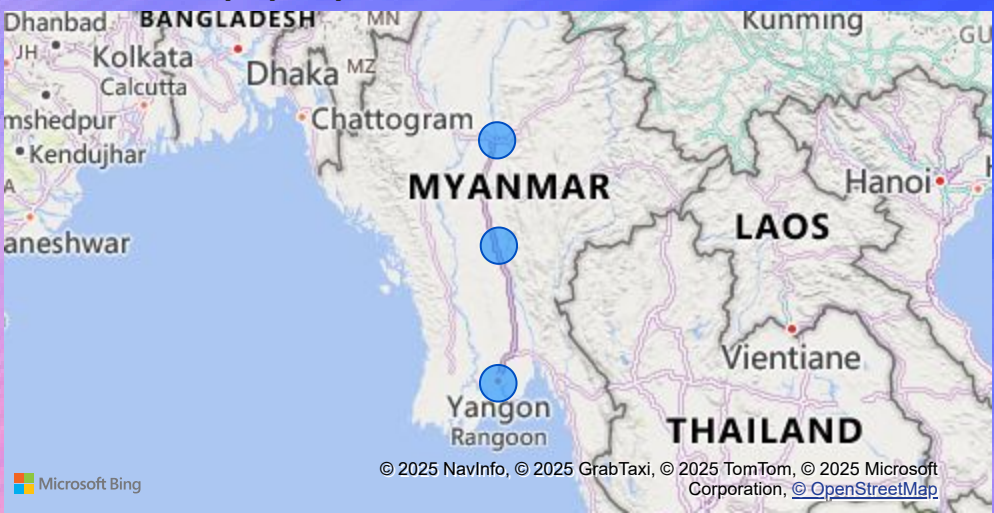 Dhanbad
BANGLADESH
MN
Kunming
JH
Kolkata
Dhaka
MZ
GU
Calcutta
mshedpur
Chattogram
Kendujhar
A
MYANMAR
Hanoi
H
aneshwar
LAOS
Vientiane
Yangon
Rangoon
THAILAND
Microsoft Bing
© 2025 NavInfo, © 2025 GrabTaxi, © 2025 TomTom, © 2025 Microsoft
Corporation, © OpenStreetMap